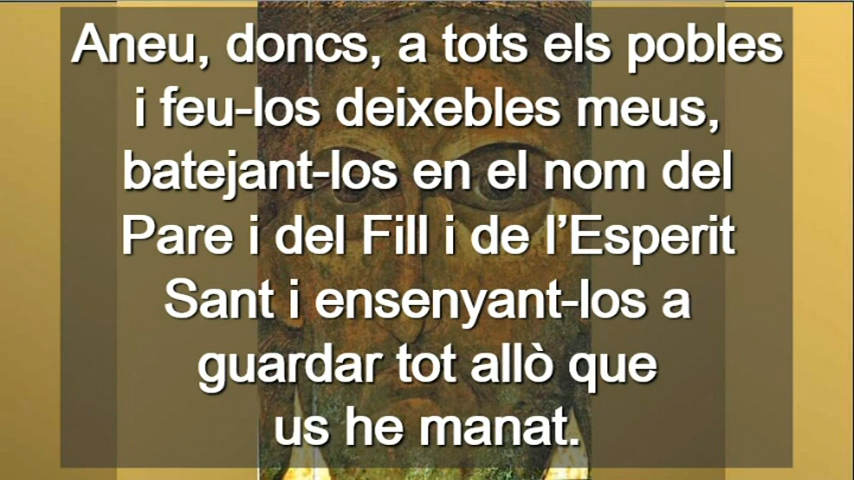 Aneu, doncs, a tots els pobles
i feu-los deixebles meus,
batejant-los en el nom del
Pare i del Fill i de l’Esperit
Sant i ensenyant-los a
guardar tot allò que
us he manat.